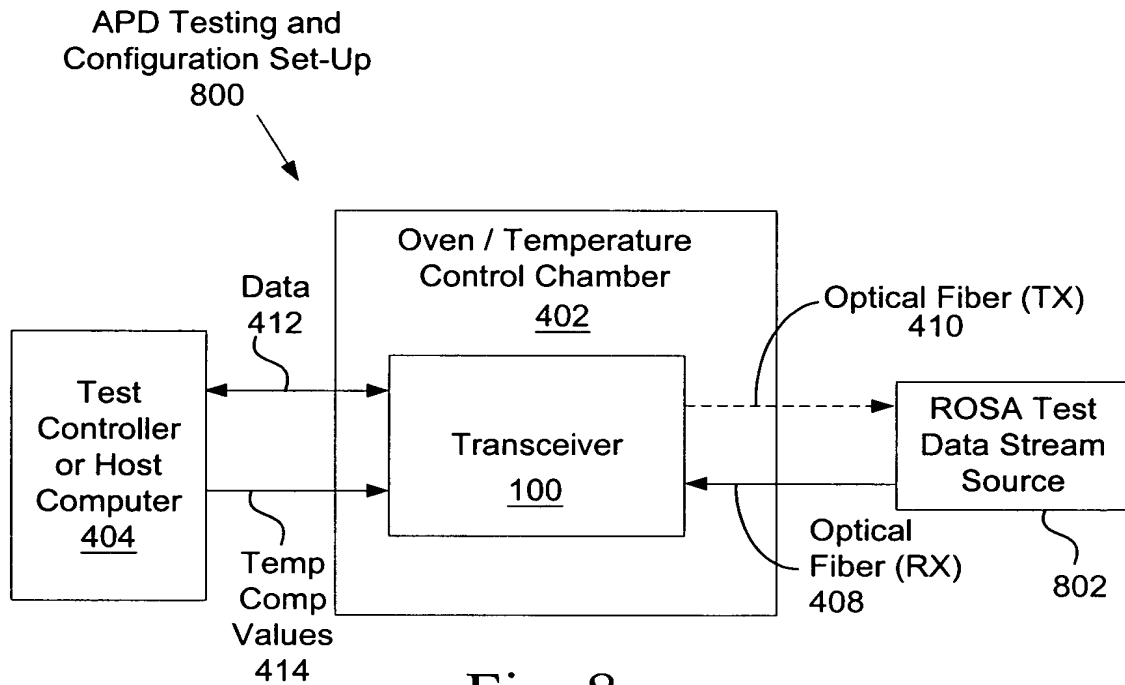 APD Testing and
Configuration Set-Up
800
Oven / Temperature
Control Chamber
402
Data
412
Optical Fiber (TX)
410
Test
Controller
or Host
Computer
404
Transceiver
100
ROSA Test
Data Stream
Source
Temp
Comp
Values
414
Optical
Fiber (RX)
408
802
Fig. 8